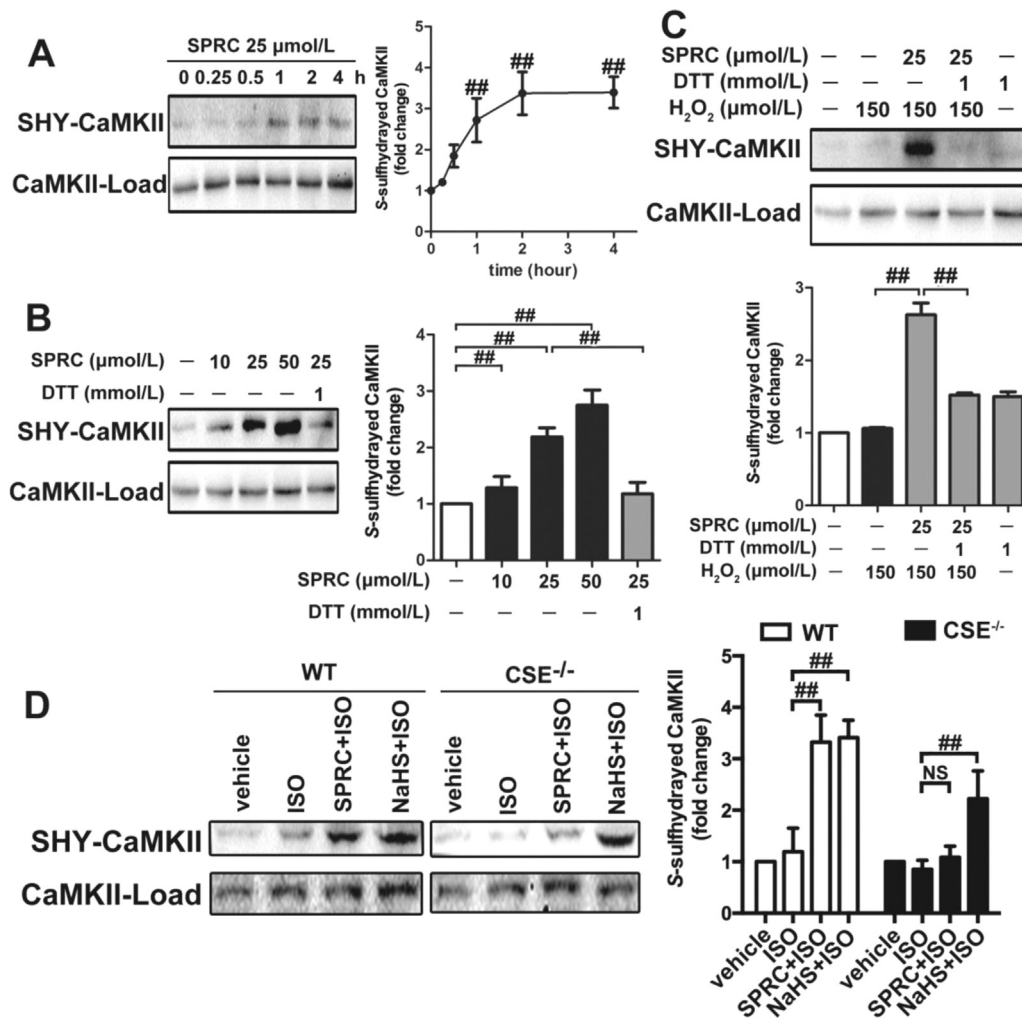 A
SPRC 25 µmol/L
0 0.25 0.5 1 2 4 h
SHY-CaMKII
CaMKII-Load
S-sulfhydrayed CaMKII
(fold change)
5
4
3
2
1
0
## ## ##
0 1 2 3 4
time (hour)
B
SPRC (µmol/L) – 10 25 50 25
DTT (mmol/L) – – – – 1
SHY-CaMKII
CaMKII-Load
S-sulfhydrayed CaMKII
(fold change)
4
3
2
1
0
##
## ##
##
SPRC (µmol/L) – 10 25 50 25
DTT (mmol/L) – – – – 1
C
SPRC (µmol/L) – – 25 25 –
DTT (mmol/L) – – – 1 1
H₂O₂ (µmol/L) – 150 150 150 –
SHY-CaMKII
CaMKII-Load
S-sulfhydrayed CaMKII
(fold change)
3
2
1
0
## ##
SPRC (µmol/L) – – 25 25 –
DTT (mmol/L) – – – 1 1
H₂O₂ (µmol/L) – 150 150 150 –
D
WT CSE-/-
vehicle ISO SPRC+ISO NaHS+ISO vehicle ISO SPRC+ISO NaHS+ISO
SHY-CaMKII
CaMKII-Load
WT CSE-/-
S-sulfhydrayed CaMKII
(fold change)
5
4
3
2
1
0
##
##
##
NS
vehicle ISO SPRC+ISO NaHS+ISO vehicle ISO SPRC+ISO NaHS+ISO